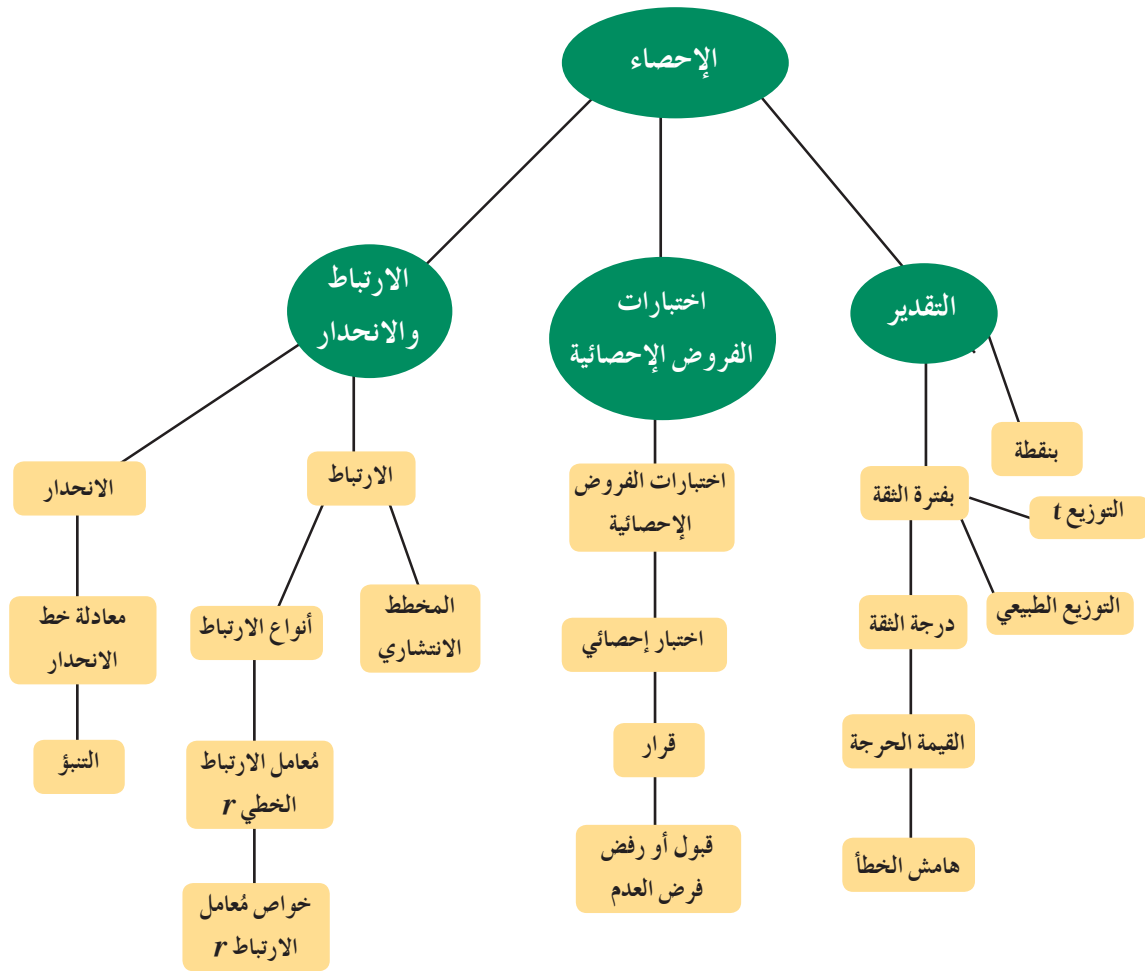 الإحصاء
التقدير
اختبارات
الفروض الإحصائية
الارتباط
والانحدار
بنقطة
بفترة الثقة
التوزيع t
التوزيع الطبيعي
درجة الثقة
القيمة الحرجة
هامش الخطأ
اختبارات الفروض
الإحصائية
اختبار إحصائي
قرار
قبول أو رفض
فرض العدم
الارتباط
المخطط
الانتشاري
أنواع الارتباط
مُعامل الارتباط
الخطي r
خواص مُعامل
الارتباط r
الانحدار
معادلة خط
الانحدار
التنبؤ